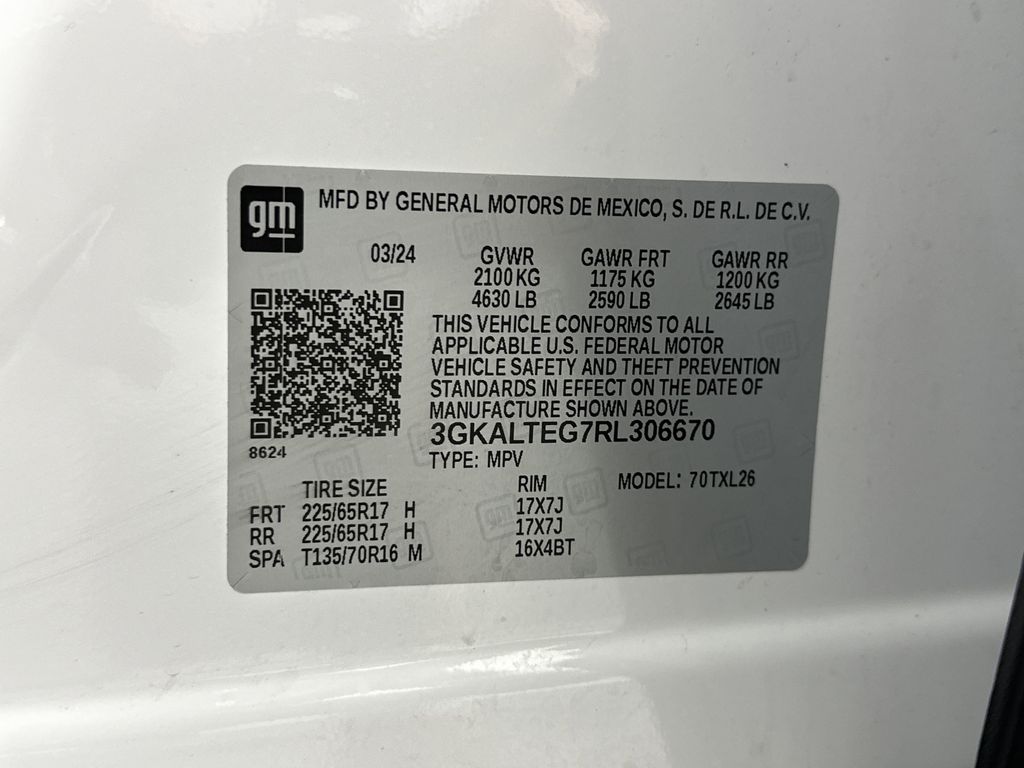 gm MFD BY GENERAL MOTORS DE MEXICO, S. DE R.L. DE C.V.
03/24 GVWR GAWR FRT GAWR RR
2100 KG 1175 KG 1200 KG
4630 LB 2590 LB 2645 LB
THIS VEHICLE CONFORMS TO ALL
APPLICABLE U.S. FEDERAL MOTOR
VEHICLE SAFETY AND THEFT PREVENTION
STANDARDS IN EFFECT ON THE DATE OF
MANUFACTURE SHOWN ABOVE.
3GKALTEG7RL306670
8624
TYPE: MPV
TIRE SIZE RIM MODEL: 70TXL26
FRT 225/65R17 H 17X7J
RR 225/65R17 H 17X7J
SPA T135/70R16 M 16X4BT